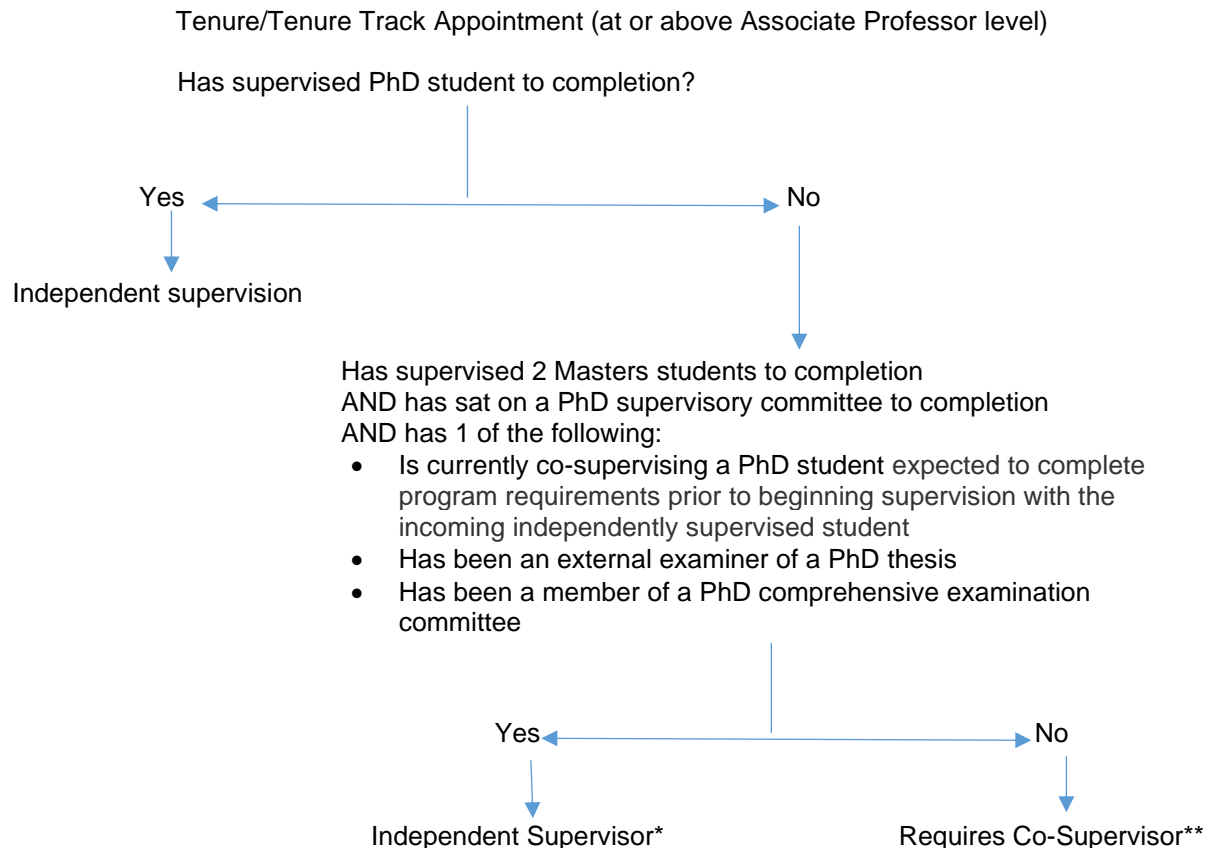 Tenure/Tenure Track Appointment (at or above Associate Professor level)
Has supervised PhD student to completion?
Yes
No
Independent supervision
Has supervised 2 Masters students to completion
AND has sat on a PhD supervisory committee to completion
AND has 1 of the following:
• Is currently co-supervising a PhD student expected to complete
program requirements prior to beginning supervision with the
incoming independently supervised student
• Has been an external examiner of a PhD thesis
• Has been a member of a PhD comprehensive examination
committee
Yes
No
Independent Supervisor*
Requires Co-Supervisor**